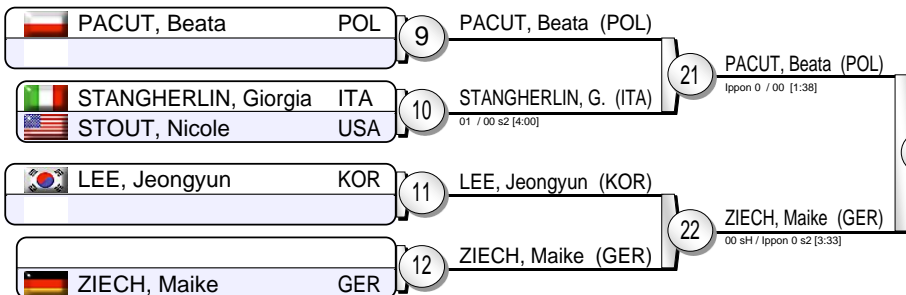 PACUT, Beata POL
9
PACUT, Beata (POL)
21
PACUT, Beata (POL)
Ippon 0 / 00 [1:38]
STANGHERLIN, Giorgia ITA
STOUT, Nicole USA
10
STANGHERLIN, G. (ITA)
01 / 00 s2 [4:00]
LEE, Jeongyun KOR
11
LEE, Jeongyun (KOR)
22
ZIECH, Maike (GER)
00 sH / Ippon 0 s2 [3:33]
12
ZIECH, Maike (GER)
ZIECH, Maike GER